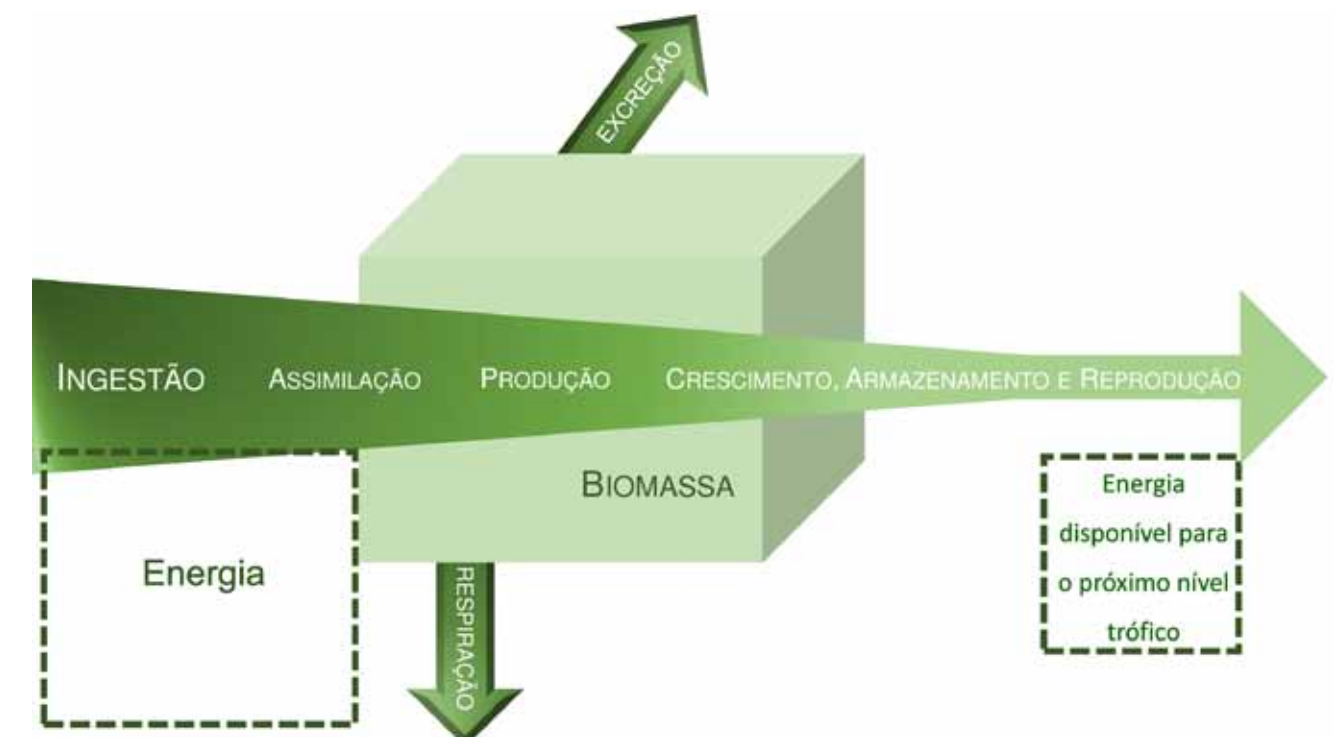 EXCREÇÃO
INGESTÃO ASSIMILAÇÃO PRODUÇÃO CRESCIMENTO, ARMAZENAMENTO E REPRODUÇÃO
BIOMASSA
Energia
RESPIRAÇÃO
Energia
disponível para
o próximo nível
trófico